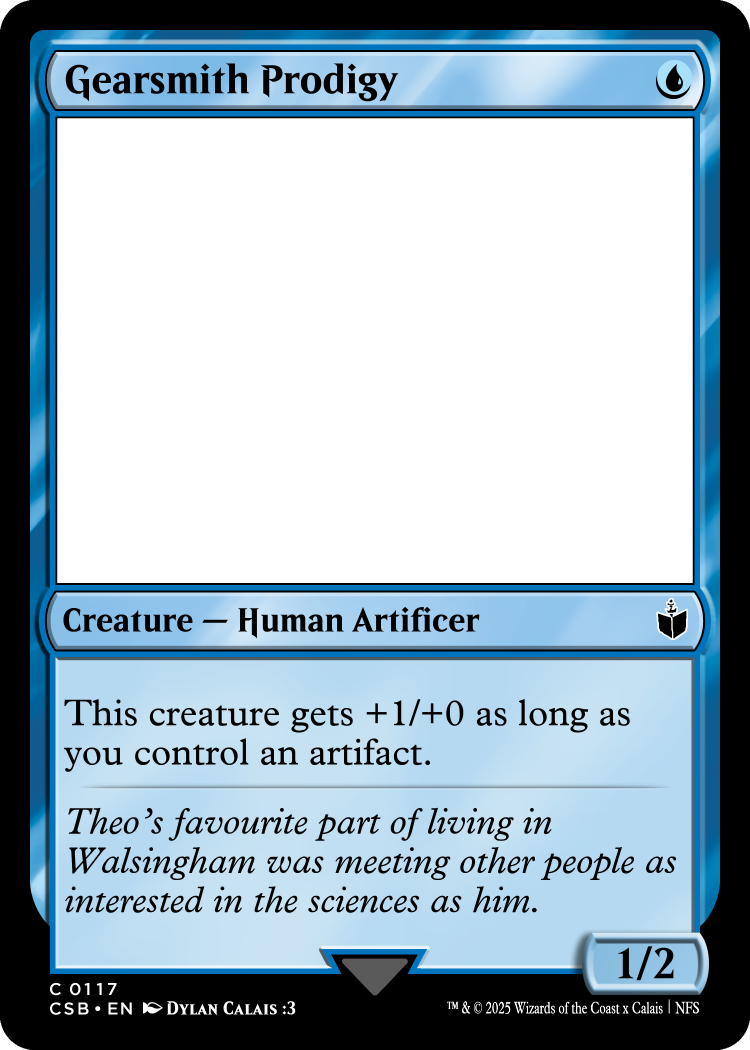 Gearsmith Prodigy
Creature — Human Artificer
This creature gets +1/+0 as long as
you control an artifact.
Theo's favourite part of living in
Walsingham was meeting other people as
interested in the sciences as him.
1/2
C 0117
CSB • EN Dylan Calais :3
™ & © 2025 Wizards of the Coast x Calais | NFS